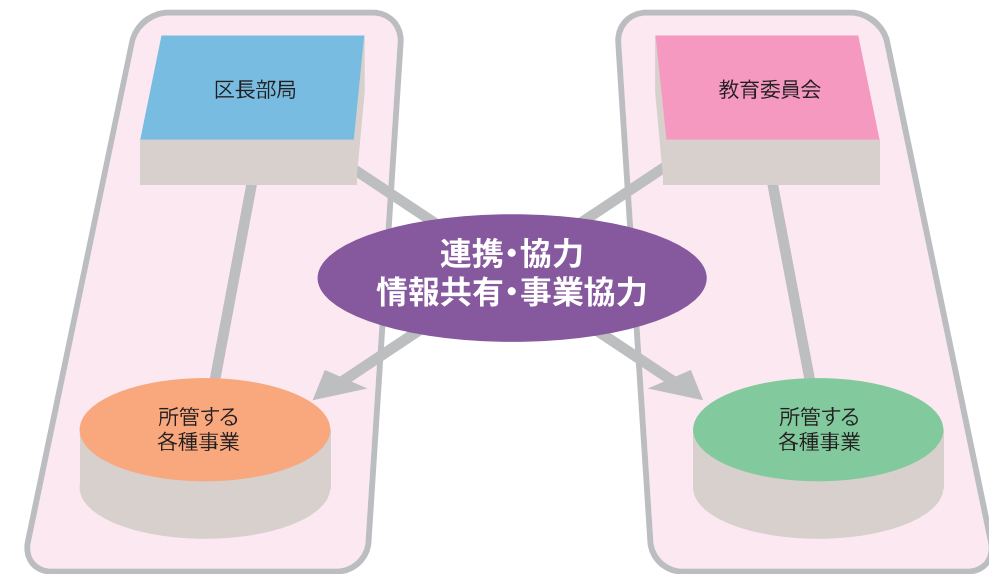 区長部局
教育委員会
連携・協力
情報共有・事業協力
所管する
各種事業
所管する
各種事業